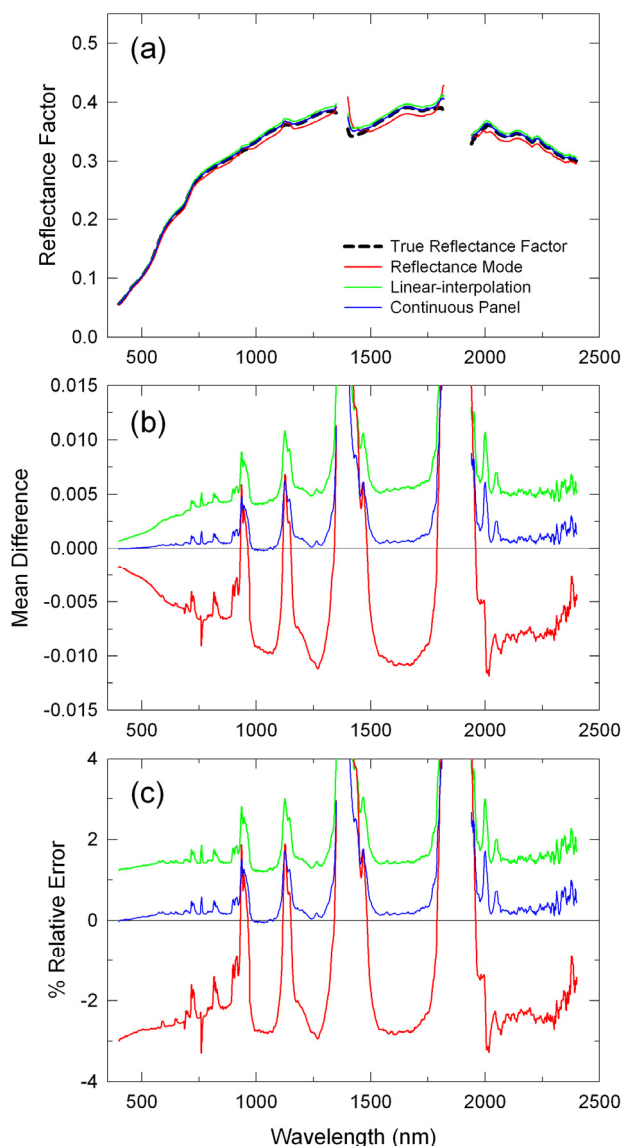 (a)
Reflectance Factor
0.5
0.4
0.3
0.2
0.1
0.0
True Reflectance Factor
Reflectance Mode
Linear-interpolation
Continuous Panel
500 1000 1500 2000 2500
(b)
Mean Difference
0.015
0.010
0.005
0.000
-0.005
-0.010
-0.015
500 1000 1500 2000 2500
(c)
% Relative Error
4
2
0
-2
-4
500 1000 1500 2000 2500
Wavelength (nm)